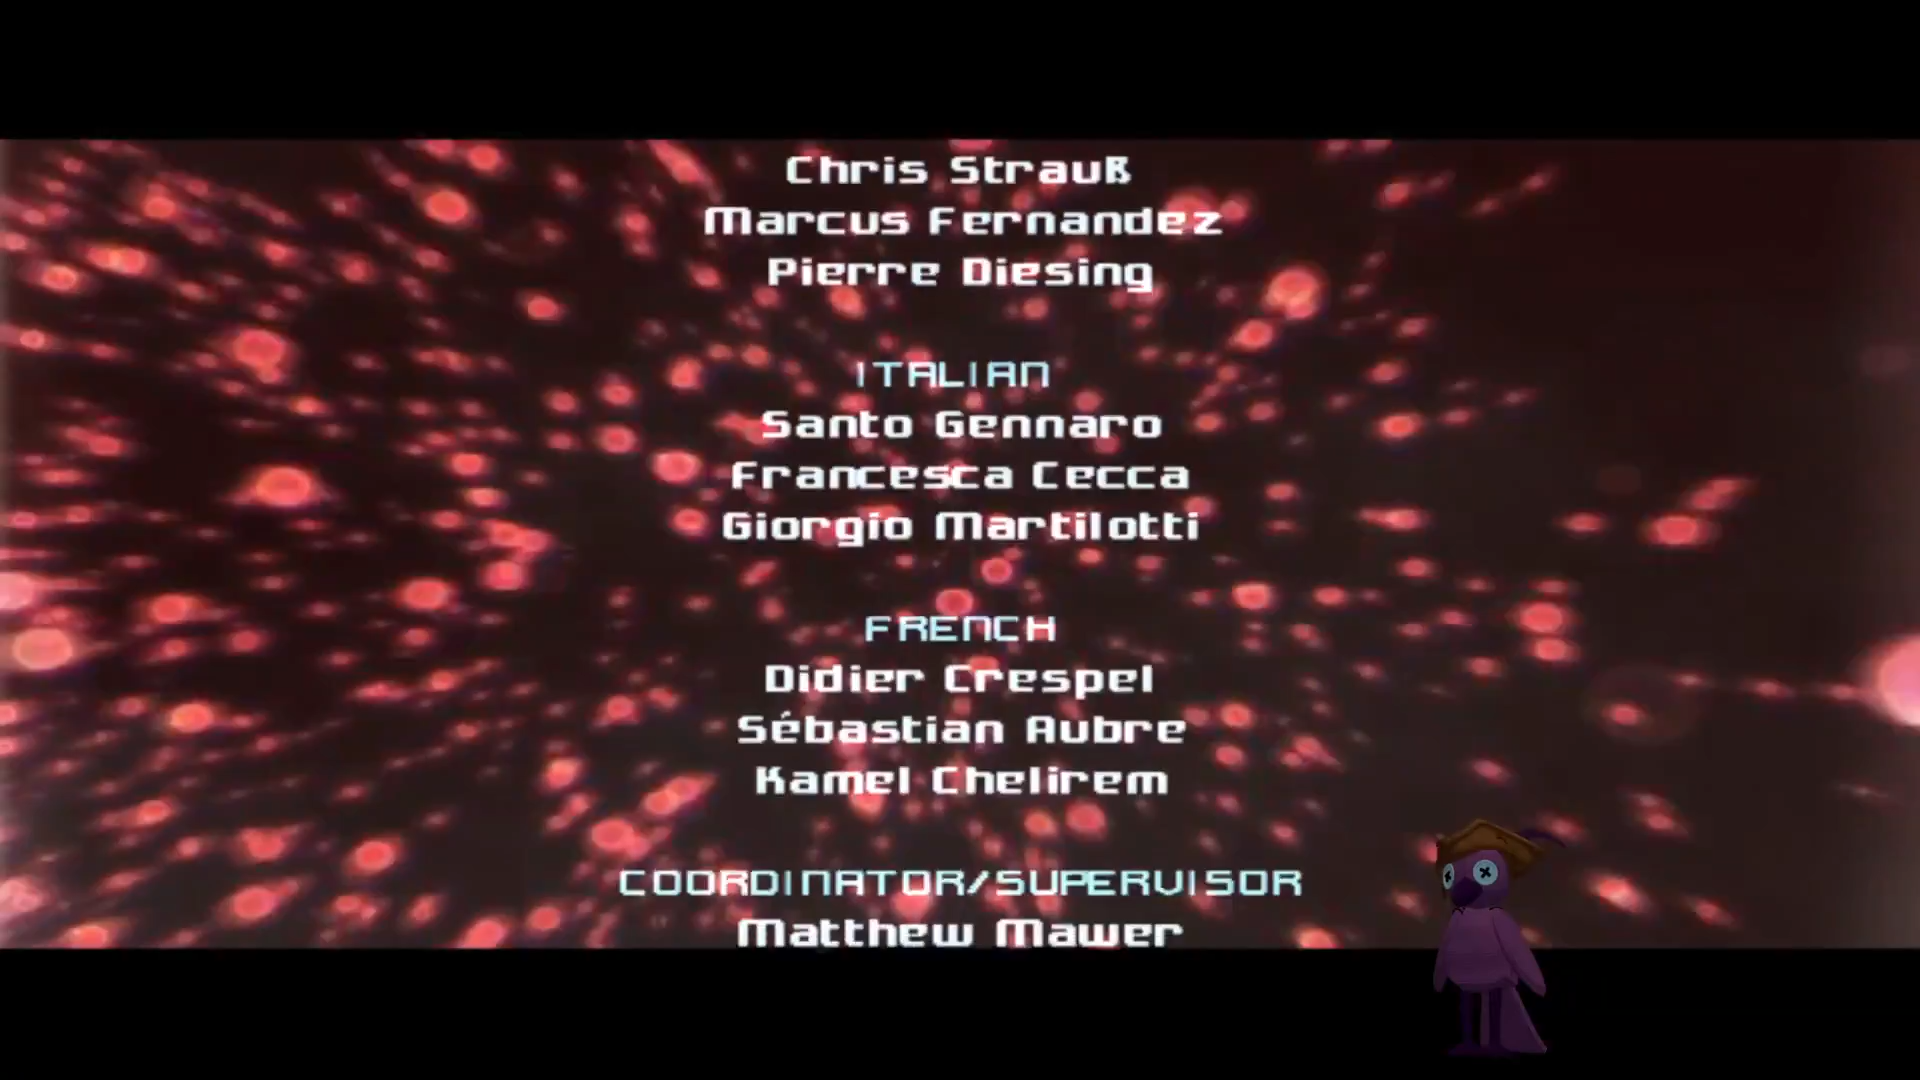 Chris Strauß
Marcus Fernandez
Pierre Diesing
ITALIAN
Santo Gennaro
Francesca Cecca
Giorgio Martilotti
FRENCH
Didier Crespel
Sébastian Aubre
Kamel Chelirem
COORDINATOR/SUPERVISOR
Matthew Mawer